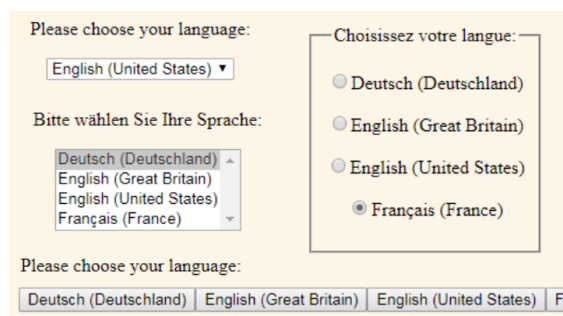 Please choose your language:
English (United States)
Bitte wählen Sie Ihre Sprache:
Deutsch (Deutschland)
English (Great Britain)
English (United States)
Français (France)
Choisissez votre langue:
Deutsch (Deutschland)
English (Great Britain)
English (United States)
Français (France)
Please choose your language:
Deutsch (Deutschland) English (Great Britain) English (United States) F